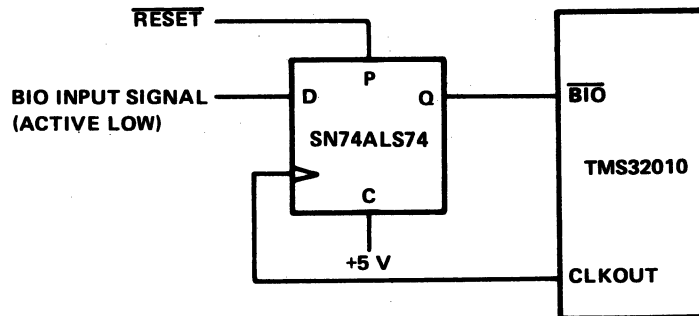 RESET
P
BIO INPUT SIGNAL
(ACTIVE LOW)
D
Q
BIO
SN74ALS74
TMS32010
C
+5 V
CLKOUT